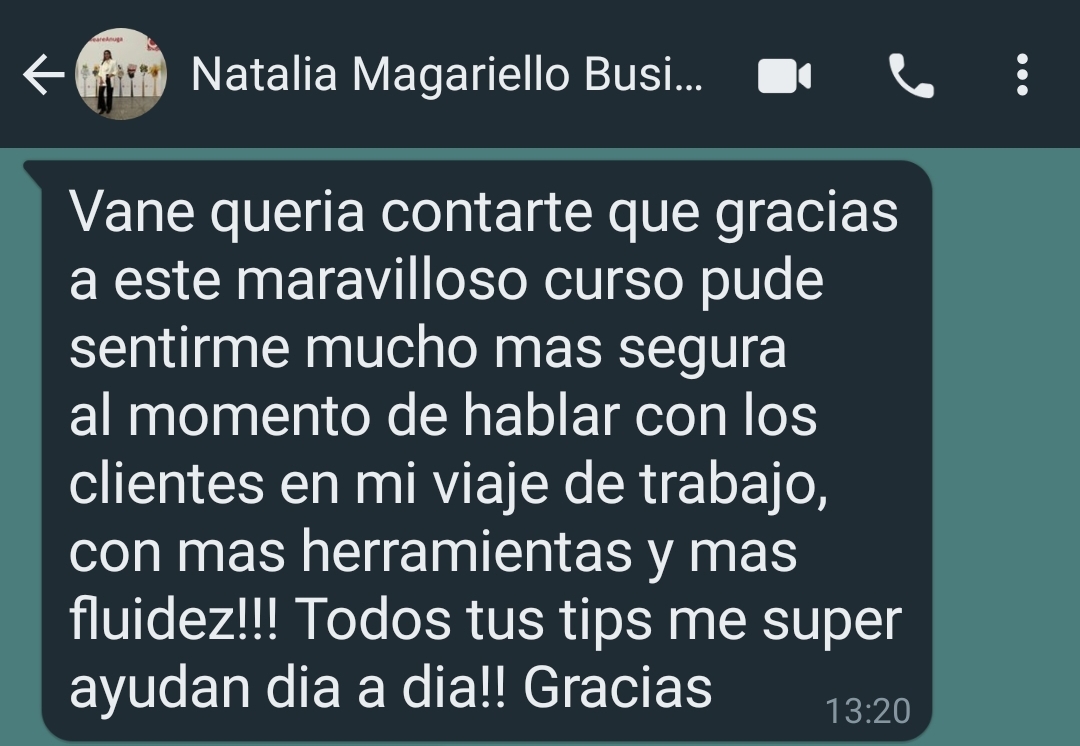 Natalia Magariello Busi...
Vane queria contarte que gracias
a este maravilloso curso pude
sentirme mucho mas segura
al momento de hablar con los
clientes en mi viaje de trabajo,
con mas herramientas y mas
fluidez!!! Todos tus tips me super
ayudan dia a dia!! Gracias
13:20